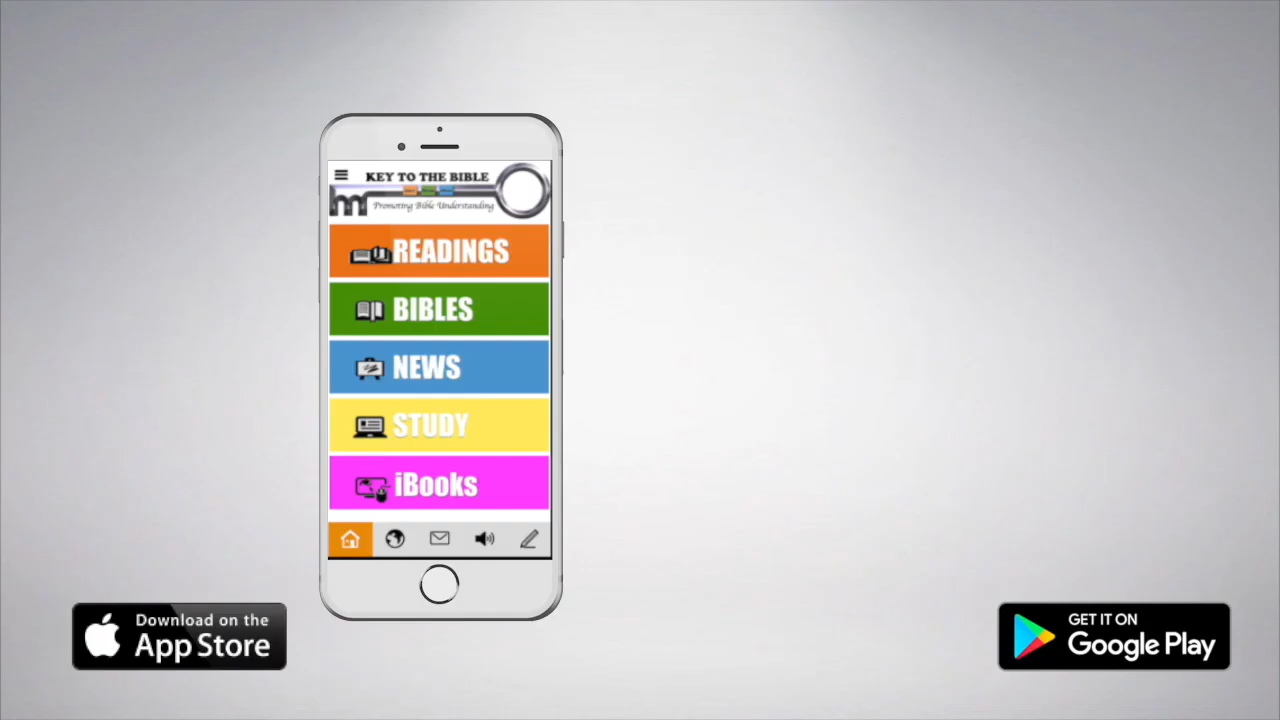 KEY TO THE BIBLE
Promoting Bible Understanding
READINGS
BIBLES
NEWS
STUDY
iBooks
Download on the
App Store
GET IT ON
Google Play